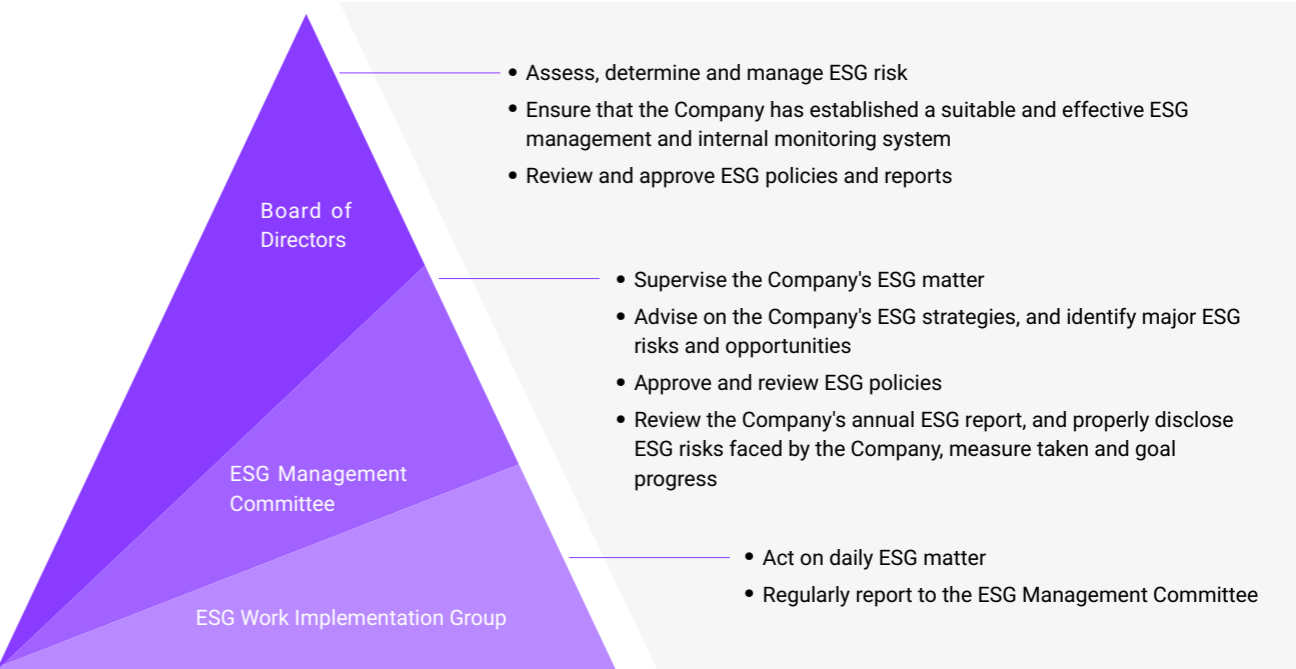 Board of
Directors
• Assess, determine and manage ESG risk
• Ensure that the Company has established a suitable and effective ESG
management and internal monitoring system
• Review and approve ESG policies and reports
ESG Management
Committee
• Supervise the Company's ESG matter
• Advise on the Company's ESG strategies, and identify major ESG
risks and opportunities
• Approve and review ESG policies
• Review the Company's annual ESG report, and properly disclose
ESG risks faced by the Company, measure taken and goal
progress
ESG Work Implementation Group
• Act on daily ESG matter
• Regularly report to the ESG Management Committee